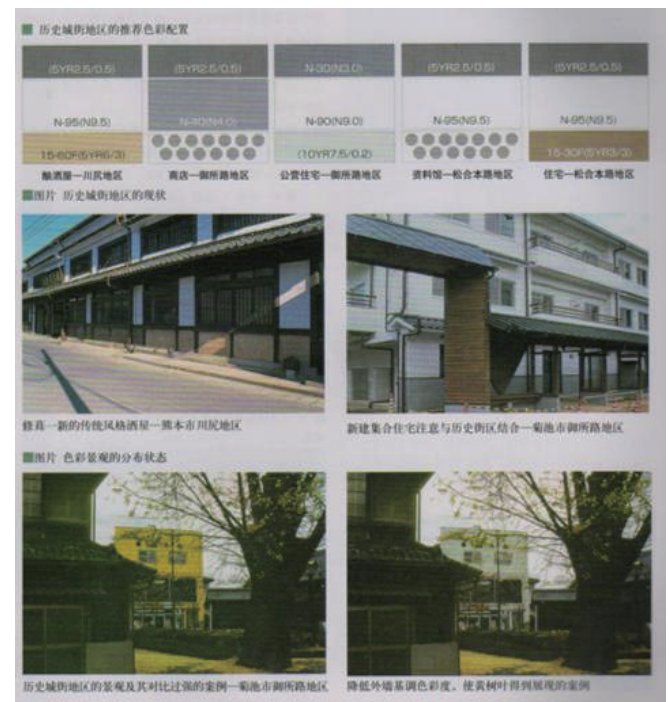 历史城街地区的推荐色彩配置
(5YR2.5/0.5) (5YR2.5/0.5) N-30(N3.0) (5YR2.5/0.5) (5YR2.5/0.5)
N-40(N4.0)
N-95(N9.5) N-90(N9.0) N-95(N9.5) N-95(N9.5)
15-60F(5YR6/3) (10YR7.5/0.2) 15-30F(5YR3/3)
酿酒屋—川尻地区 商店—御所路地区 公营住宅—御所路地区 资料馆—松合本路地区 住宅—松合本路地区
图片 历史城街地区的现状
修葺一新的传统风格酒屋—熊本市川尻地区
新建集合住宅注意与历史街区结合—菊池市御所路地区
图片 色彩景观的分布状态
历史城街地区的景观及其对比过强的案例—菊池市御所路地区
降低外墙基调色彩度，使黄树叶得到展现的案例